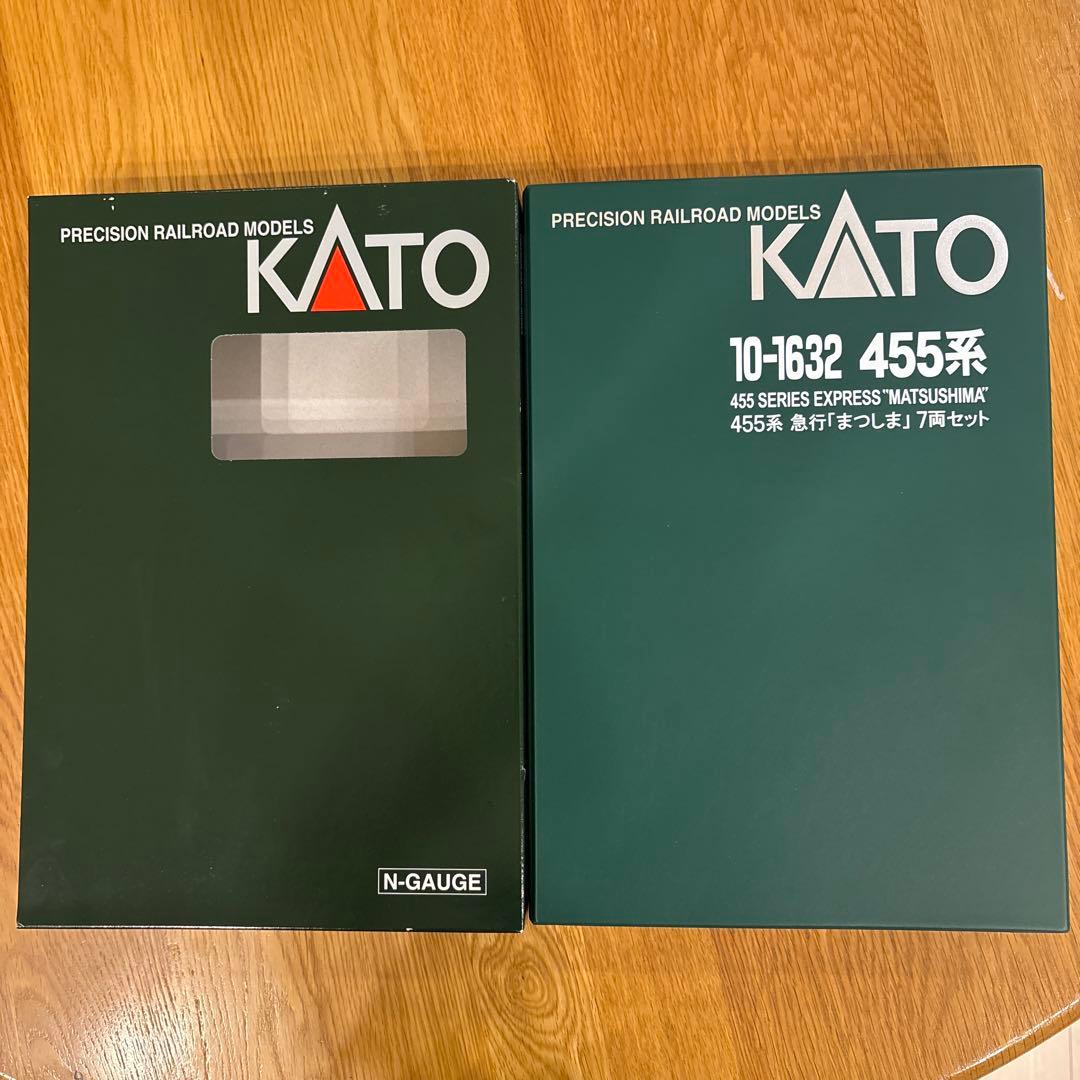 PRECISION RAILROAD MODELS
KATO
N-GAUGE
PRECISION RAILROAD MODELS
KATO
10-1632 455系
455 SERIES EXPRESS "MATSUSHIMA"
455系 急行「まつしま」 7両セット